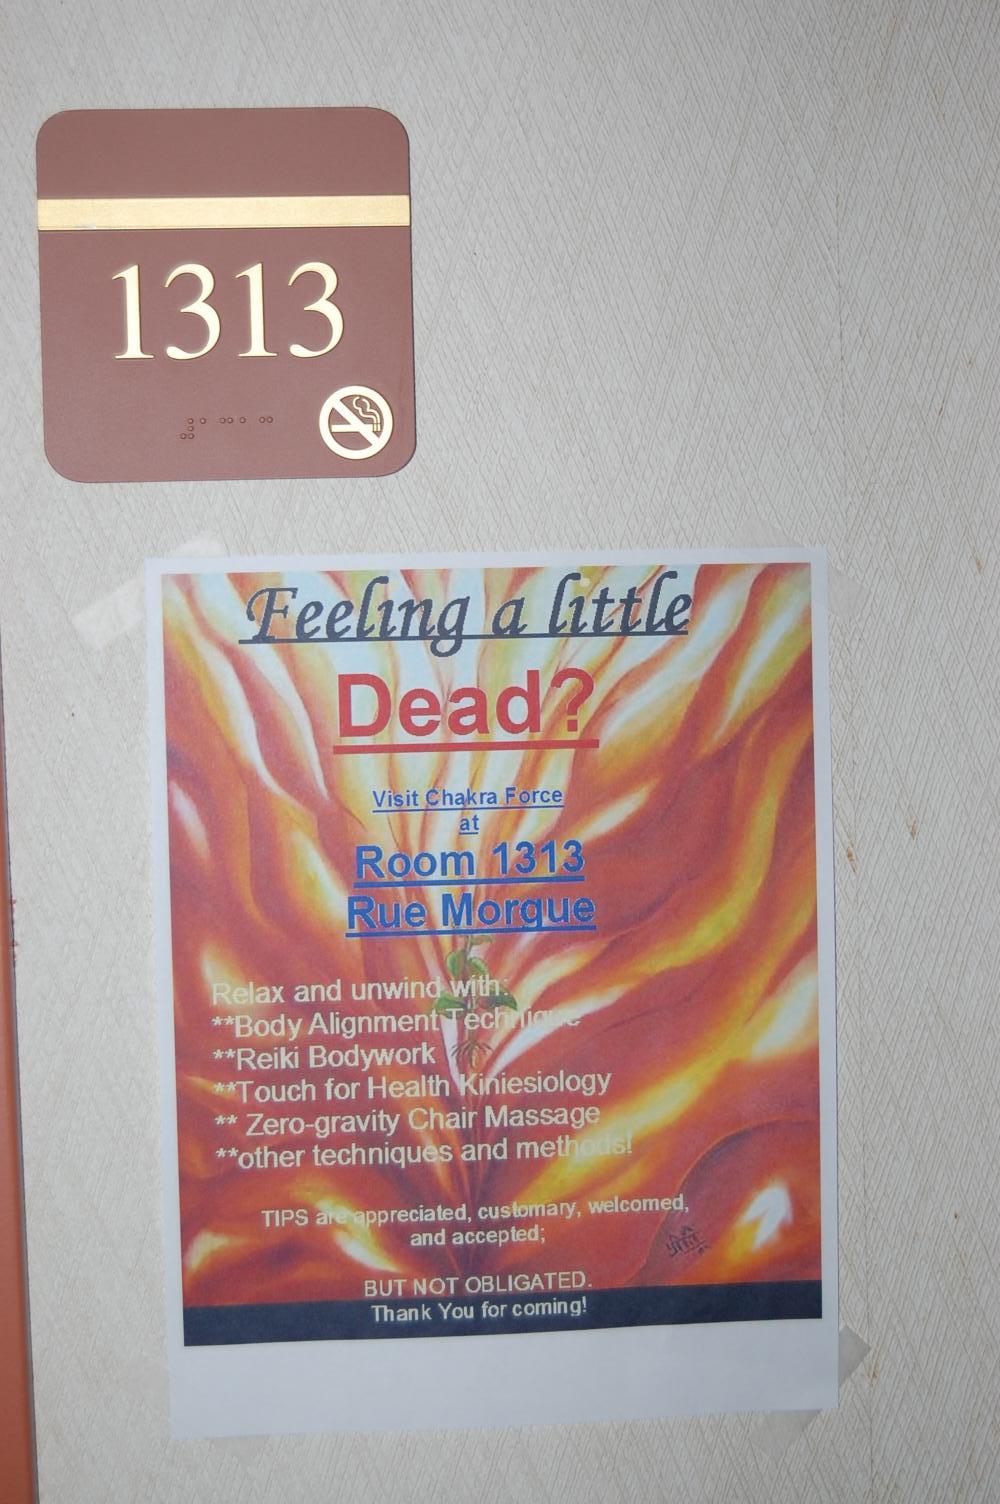 1313
Feeling a little
Dead?
Visit Chakra Force
at
Room 1313
Rue Morgue
Relax and unwind with:
**Body Alignment Technique
**Reiki Bodywork
**Touch for Health Kiniesiology
** Zero-gravity Chair Massage
**other techniques and methods!
TIPS are appreciated, customary, welcomed,
and accepted;
BUT NOT OBLIGATED.
Thank You for coming!